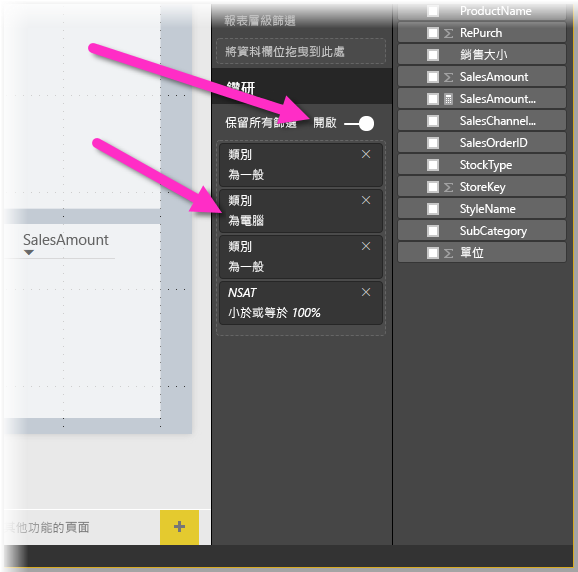 SalesAmount
其他功能的頁面
+
報表層級篩選
將資料欄位拖曳到此處
鑽研
保留所有篩選 開啟
類別
為一般
類別
為電腦
類別
為一般
NSAT
小於或等於 100%
ProductName
RePurch
銷售大小
SalesAmount
SalesAmount...
SalesChannel...
SalesOrderID
StockType
StoreKey
StyleName
SubCategory
單位